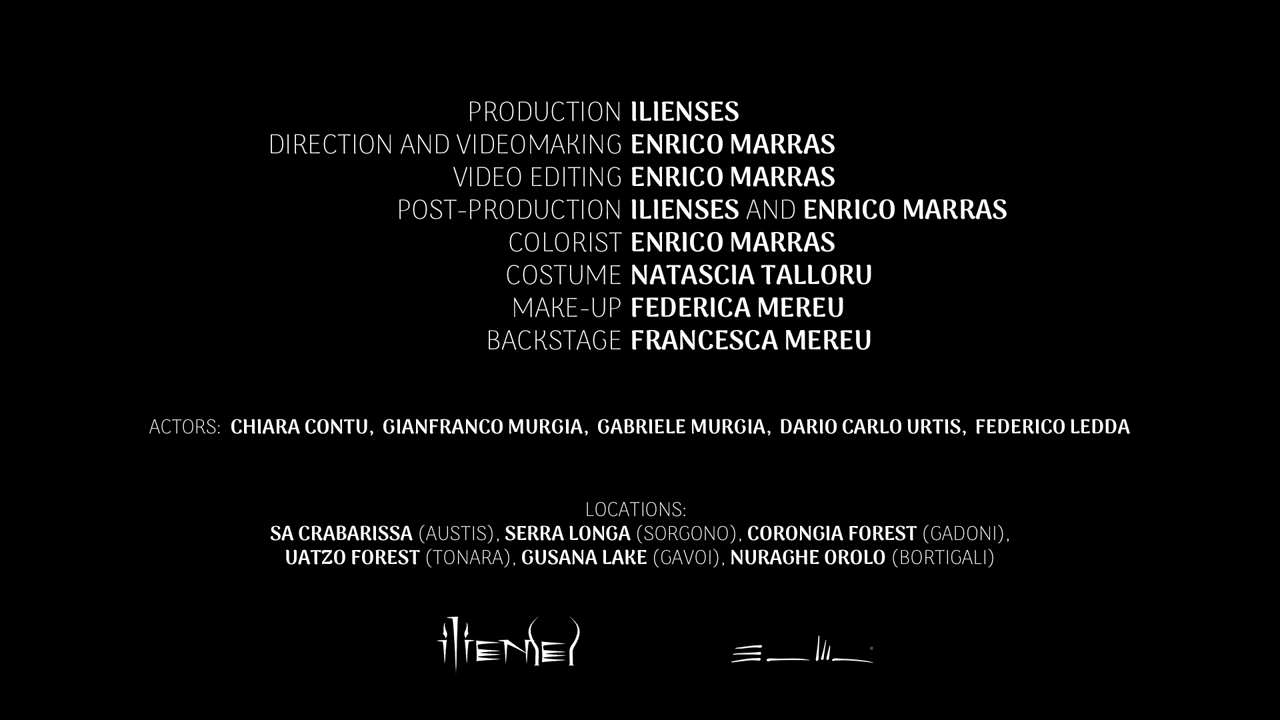 PRODUCTION ILIENSES
DIRECTION AND VIDEOMAKING ENRICO MARRAS
VIDEO EDITING ENRICO MARRAS
POST-PRODUCTION ILIENSES AND ENRICO MARRAS
COLORIST ENRICO MARRAS
COSTUME NATASCIA TALLORU
MAKE-UP FEDERICA MEREU
BACKSTAGE FRANCESCA MEREU
ACTORS: CHIARA CONTU, GIANFRANCO MURGIA, GABRIELE MURGIA, DARIO CARLO URTIS, FEDERICO LEDDA
LOCATIONS:
SA CRABARISSA (AUSTIS), SERRA LONGA (SORGONO), CORONGIA FOREST (GADONI),
UATZO FOREST (TONARA), GUSANA LAKE (GAVOI), NURAGHE OROLO (BORTIGALI)
ilienses